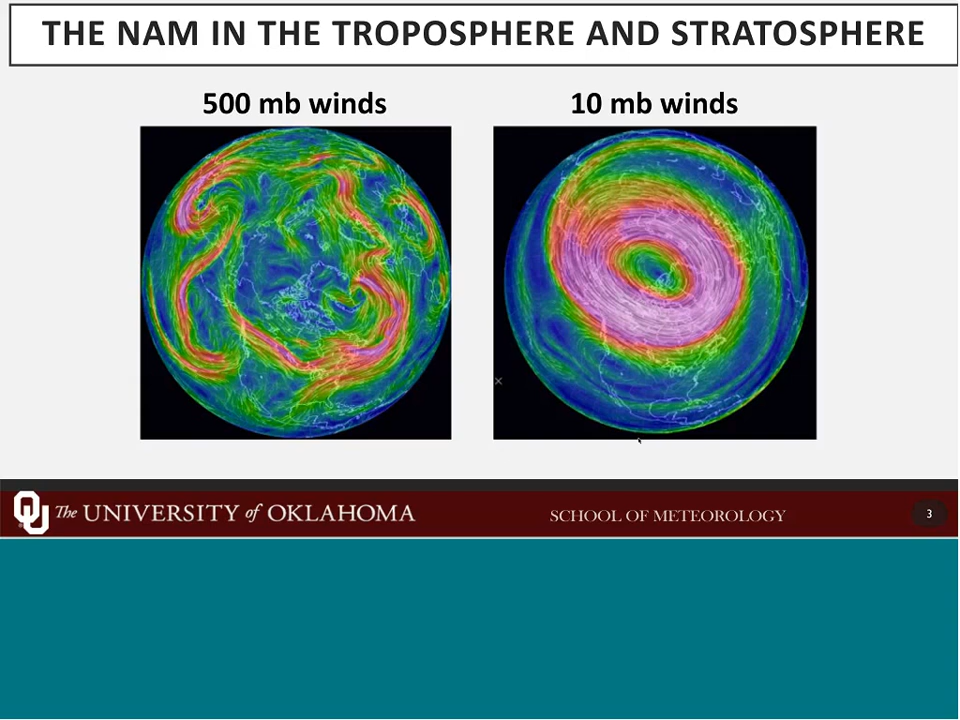 THE NAM IN THE TROPOSPHERE AND STRATOSPHERE
500 mb winds
10 mb winds
OU The UNIVERSITY of OKLAHOMA
SCHOOL OF METEOROLOGY
3